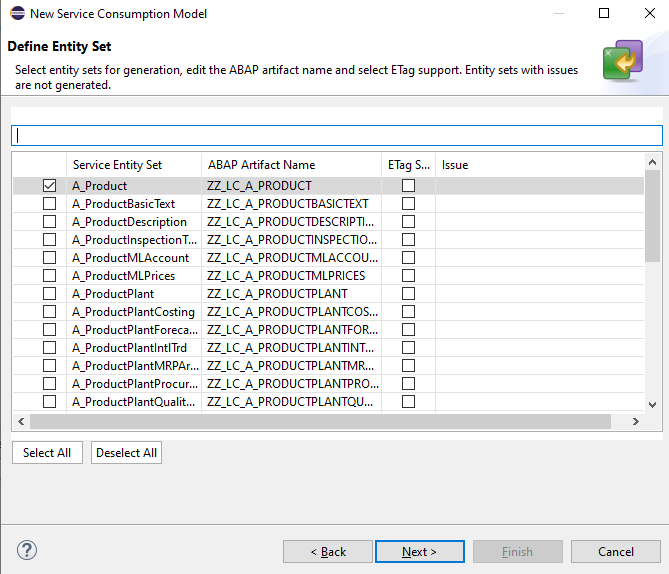 New Service Consumption Model
Define Entity Set
Select entity sets for generation, edit the ABAP artifact name and select ETag support. Entity sets with issues
are not generated.
Service Entity Set ABAP Artifact Name ETag S... Issue
A_Product ZZ_LC_A_PRODUCT
A_ProductBasicText ZZ_LC_A_PRODUCTBASICTEXT
A_ProductDescription ZZ_LC_A_PRODUCTDESCRIPTI...
A_ProductInspectionT... ZZ_LC_A_PRODUCTINSPECTIO...
A_ProductMLAccount ZZ_LC_A_PRODUCTMLACCOU...
A_ProductMLPrices ZZ_LC_A_PRODUCTMLPRICES
A_ProductPlant ZZ_LC_A_PRODUCTPLANT
A_ProductPlantCosting ZZ_LC_A_PRODUCTPLANTCOS...
A_ProductPlantForeca... ZZ_LC_A_PRODUCTPLANTFOR...
A_ProductPlantIntlTrd ZZ_LC_A_PRODUCTPLANTINT...
A_ProductPlantMRPAr... ZZ_LC_A_PRODUCTPLANTMR...
A_ProductPlantProcur... ZZ_LC_A_PRODUCTPLANTPRO...
A_ProductPlantQualit... ZZ_LC_A_PRODUCTPLANTQU...
Select All Deselect All
? < Back Next > Finish Cancel